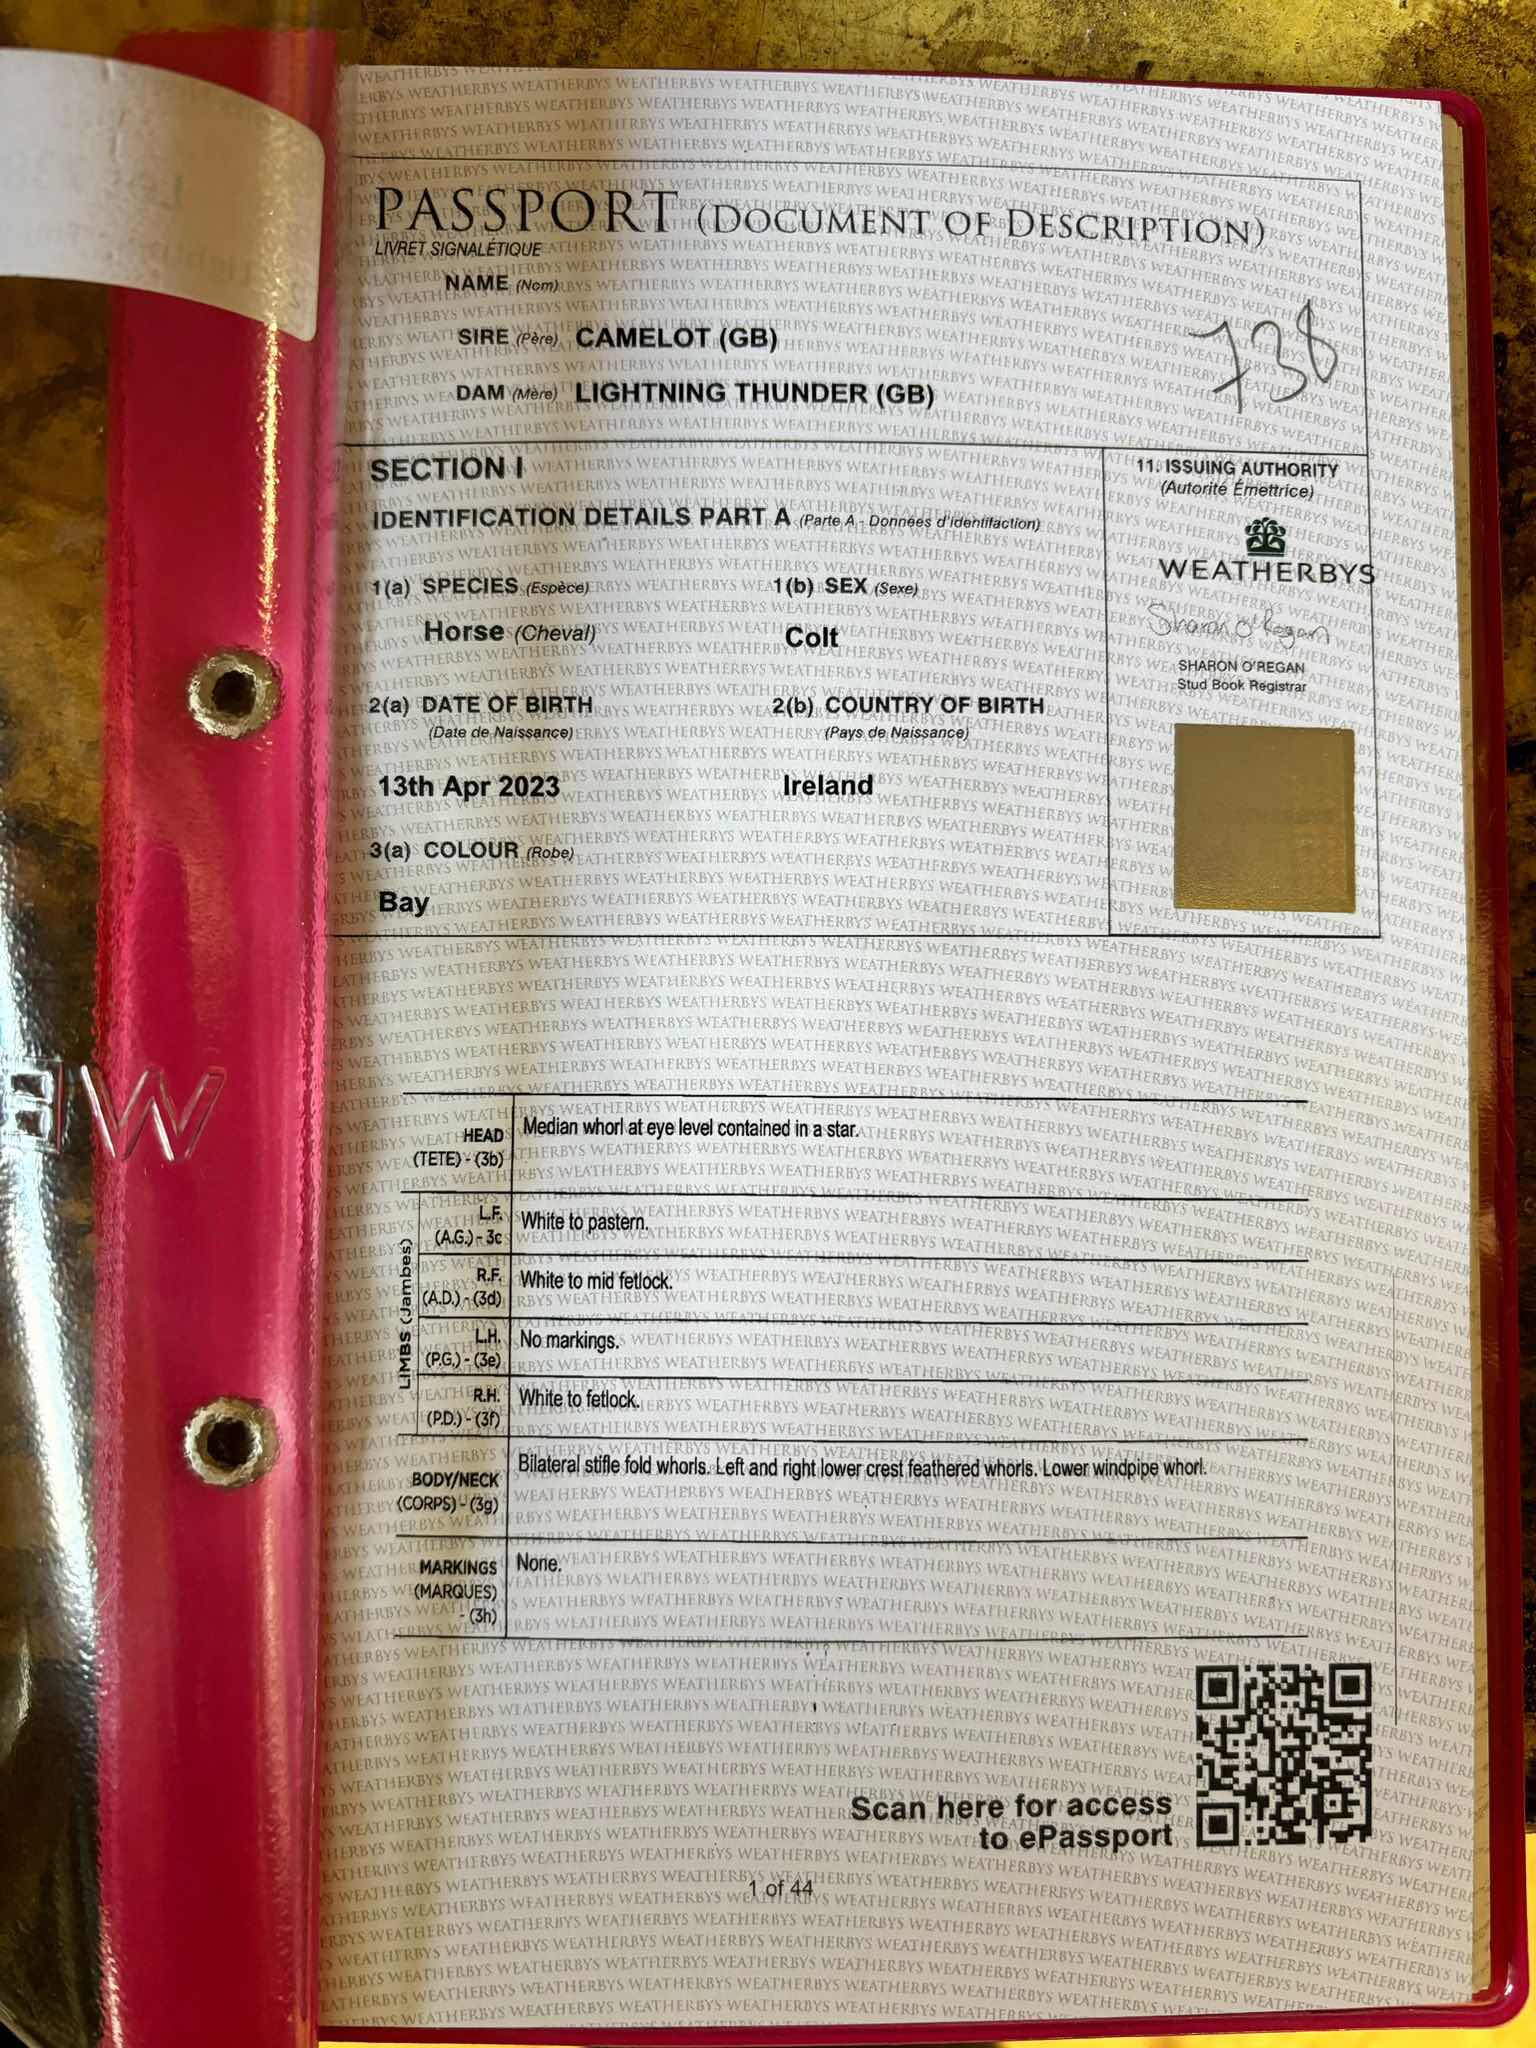 PASSPORT (DOCUMENT OF DESCRIPTION)
LIVRET SIGNALÉTIQUE
NAME (Nom)
SIRE (Père) CAMELOT (GB)
DAM (Mère) LIGHTNING THUNDER (GB)
738
SECTION I
IDENTIFICATION DETAILS PART A (Parte A - Données d'identifaction)
1(a) SPECIES (Espèce)
1(b) SEX (Sexe)
Horse (Cheval)
Colt
2(a) DATE OF BIRTH
(Date de Naissance)
2(b) COUNTRY OF BIRTH
(Pays de Naissance)
13th Apr 2023
Ireland
3(a) COLOUR (Robe)
Bay
11. ISSUING AUTHORITY
(Autorité Émettrice)
WEATHERBYS
Sharon O'Regan
SHARON O'REGAN
Stud Book Registrar
HEAD
(TETE) - (3b)
Median whorl at eye level contained in a star.
LIMBS (Jambes)
L.F.
(A.G.) - 3c
White to pastern.
R.F.
(A.D.) - (3d)
White to mid fetlock.
L.H.
(P.G.) - (3e)
No markings.
R.H.
(P.D.) - (3f)
White to fetlock.
BODY/NECK
(CORPS) - (3g)
Bilateral stifle fold whorls. Left and right lower crest feathered whorls. Lower windpipe whorl.
MARKINGS
(MARQUES)
- (3h)
None.
Scan here for access
to ePassport
1 of 44